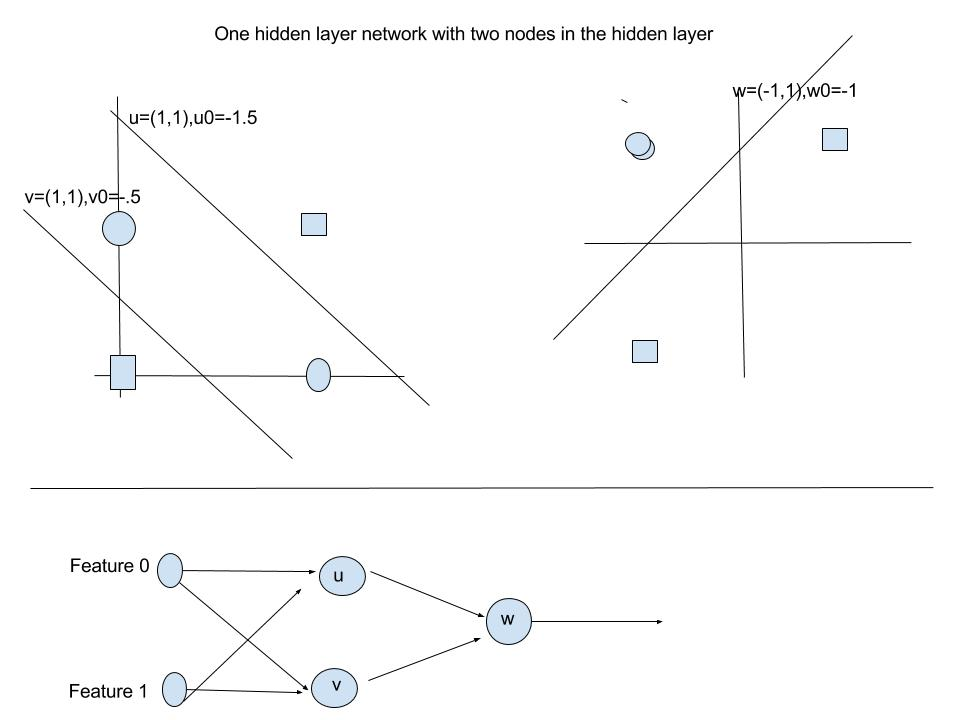 One hidden layer network with two nodes in the hidden layer
w=(-1,1),w0=-1
u=(1,1),u0=-1.5
v=(1,1),v0=-.5
Feature 0
u
w
v
Feature 1